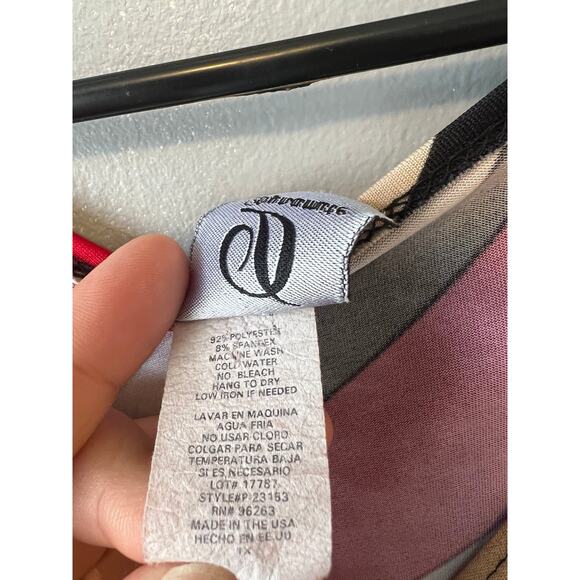 Dynamite
D
92% POLYESTER
8% SPANDEX
MACHINE WASH
COLD WATER
NO BLEACH
HANG TO DRY
LOW IRON IF NEEDED
LAVAR EN MAQUINA
AGUA FRIA
NO USAR CLORO
COLGAR PARA SECAR
TEMPERATURA BAJA
SI ES NECESARIO
LOT# 17787
STYLE#P-23153
RN# 96263
MADE IN THE USA
HECHO EN EE.UU
1X